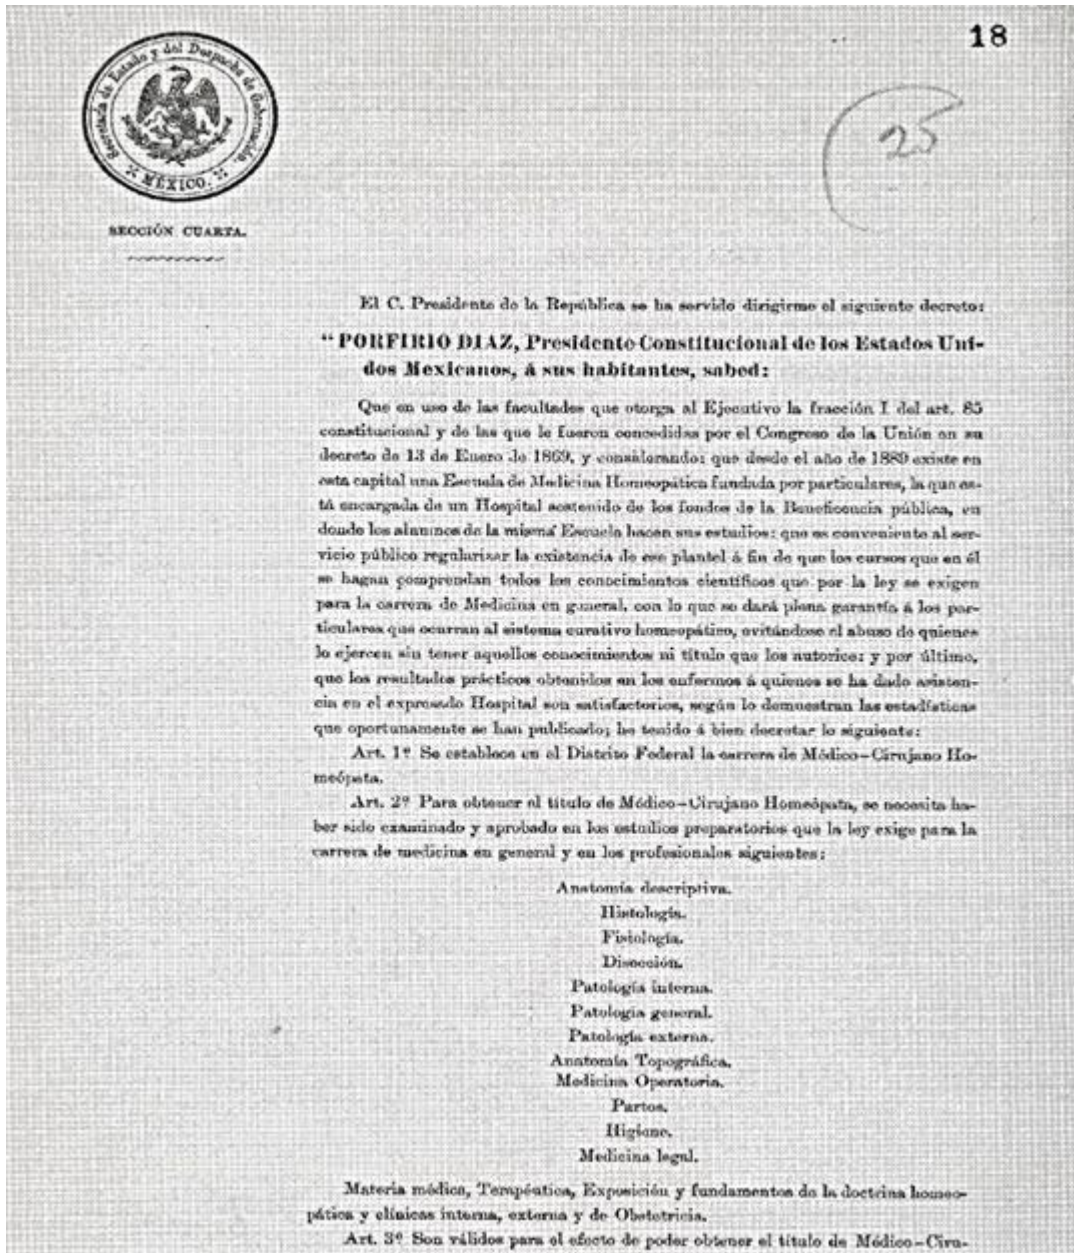 18
25
Secretaría de Estado y del Despacho de Gobernación.
MÉXICO.
SECCIÓN CUARTA.
El C. Presidente de la República se ha servido dirigirme el siguiente decreto:
“PORFIRIO DIAZ, Presidente Constitucional de los Estados Uni-
dos Mexicanos, á sus habitantes, sabed:
Que en uso de las facultades que otorga al Ejecutivo la fracción I del art. 85
constitucional y de las que le fueron concedidas por el Congreso de la Unión en su
decreto de 13 de Enero de 1869, y considerando: que desde el año de 1889 existe en
esta capital una Escuela de Medicina Homeopática fundada por particulares, la que es-
tá encargada de un Hospital sostenido de los fondos de la Beneficencia pública, en
donde los alumnos de la misma Escuela hacen sus estudios: que es conveniente al ser-
vicio público regularizar la existencia de ese plantel á fin de que los cursos que en él
se hagan comprendan todos los conocimientos científicos que por la ley se exigen
para la carrera de Medicina en general, con lo que se dará plena garantía á los par-
ticulares que ocurran al sistema curativo homeopático, evitándose el abuso de quienes
lo ejercen sin tener aquellos conocimientos ni título que los autorice: y por último,
que los resultados prácticos obtenidos en los enfermos á quienes se ha dado asisten-
cia en el expresado Hospital son satisfactorios, según lo demuestran las estadísticas
que oportunamente se han publicado; he tenido á bien decretar lo siguiente:
Art. 1º Se establece en el Distrito Federal la carrera de Médico-Cirujano Ho-
meópata.
Art. 2º Para obtener el título de Médico-Cirujano Homeópata, se necesita ha-
ber sido examinado y aprobado en los estudios preparatorios que la ley exige para la
carrera de medicina en general y en los profesionales siguientes:
Anatomía descriptiva.
Histología.
Fisiología.
Disección.
Patología interna.
Patología general.
Patología externa.
Anatomía Topográfica.
Medicina Operatoria.
Partos.
Higiene.
Medicina legal.
Materia médica, Terapéutica, Exposición y fundamentos de la doctrina homeo-
pática y clínicas interna, externa y de Obstetricia.
Art. 3º Son válidos para el efecto de poder obtener el título de Médico-Ciru-